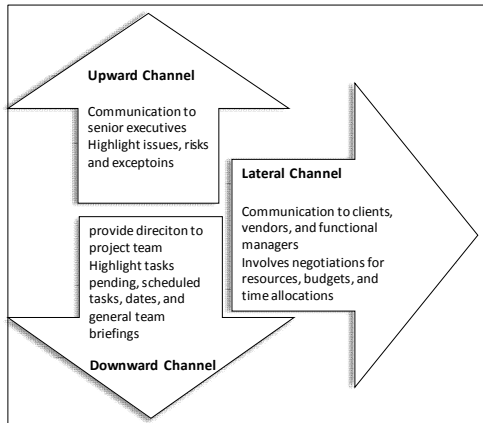 Upward Channel
Communication to
senior executives
Highlight issues, risks
and exceptoins
Lateral Channel
Communication to clients,
vendors, and functional
managers
Involves negotiations for
resources, budgets, and
time allocations
provide direciton to
project team
Highlight tasks
pending, scheduled
tasks, dates, and
general team
briefings
Downward Channel